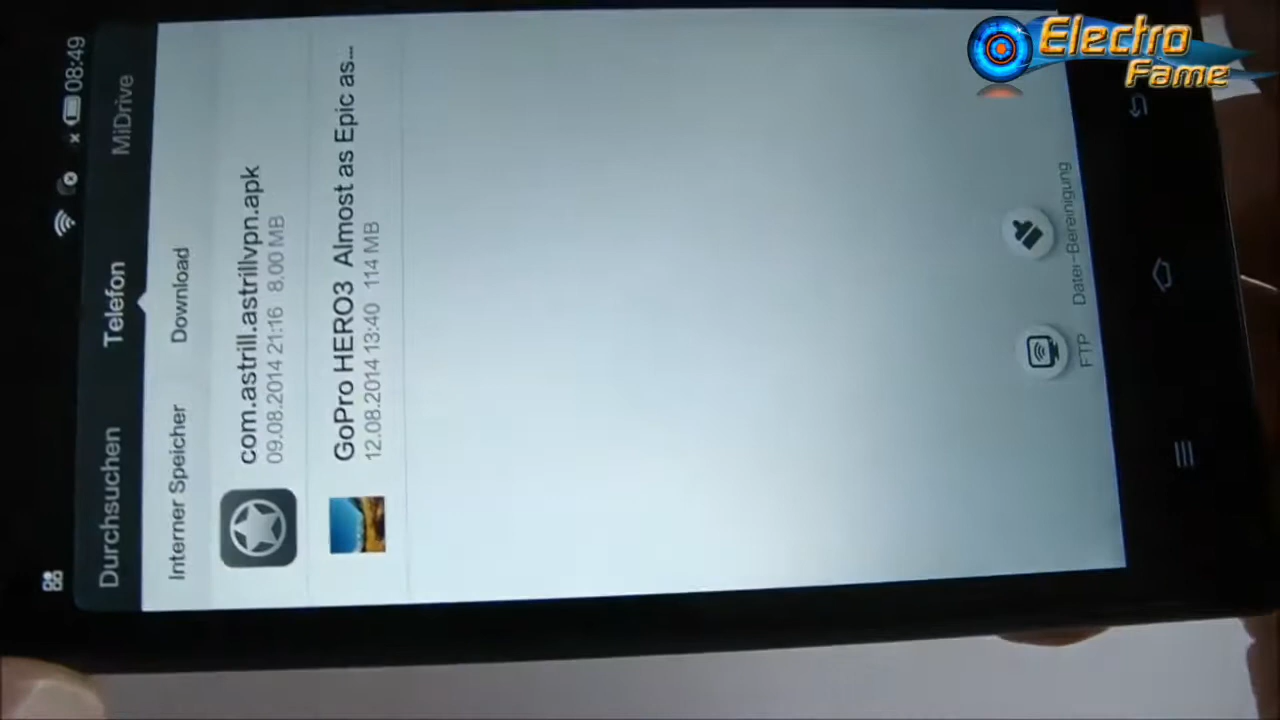 08:49
Durchsuchen
Telefon
MiDrive
Interner Speicher
Download
com.astrill.astrillvpn.apk
09.08.2014 21:16 8.00 MB
GoPro HERO3 Almost as Epic as...
12.08.2014 13:40 114 MB
FTP
Datei-Bereinigung
Electro
Fame